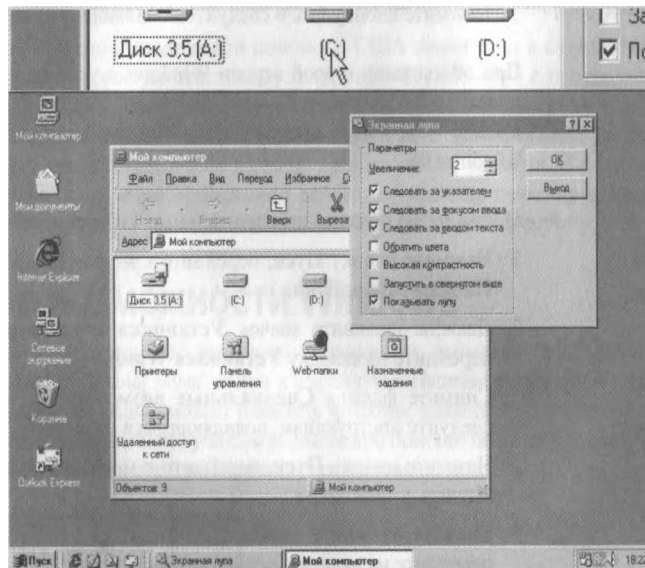 Диск 3,5 (A:)
(C:)
(D:)
За
По
Мой компьютер
Мои документы
Internet Explorer
Сетевое
окружение
Корзина
Outlook Express
Мой компьютер
Файл Правка Вид Переход Избранное
Назад Вперед Вверх Вырезат
Адрес Мой компьютер
Диск 3,5 (A:) (C:) (D:)
Принтеры Панель
управления Web-папки Назначенные
задания
Удаленный доступ
к сети
Объектов: 9 Мой компьютер
Экранная лупа
Параметры
Увеличение: 2
Следовать за указателем
Следовать за фокусом ввода
Следовать за вводом текста
Обратить цвета
Высокая контрастность
Запустить в свернутом виде
Показывать лупу
OK
Выход
Пуск Экранная лупа Мой компьютер 18:22